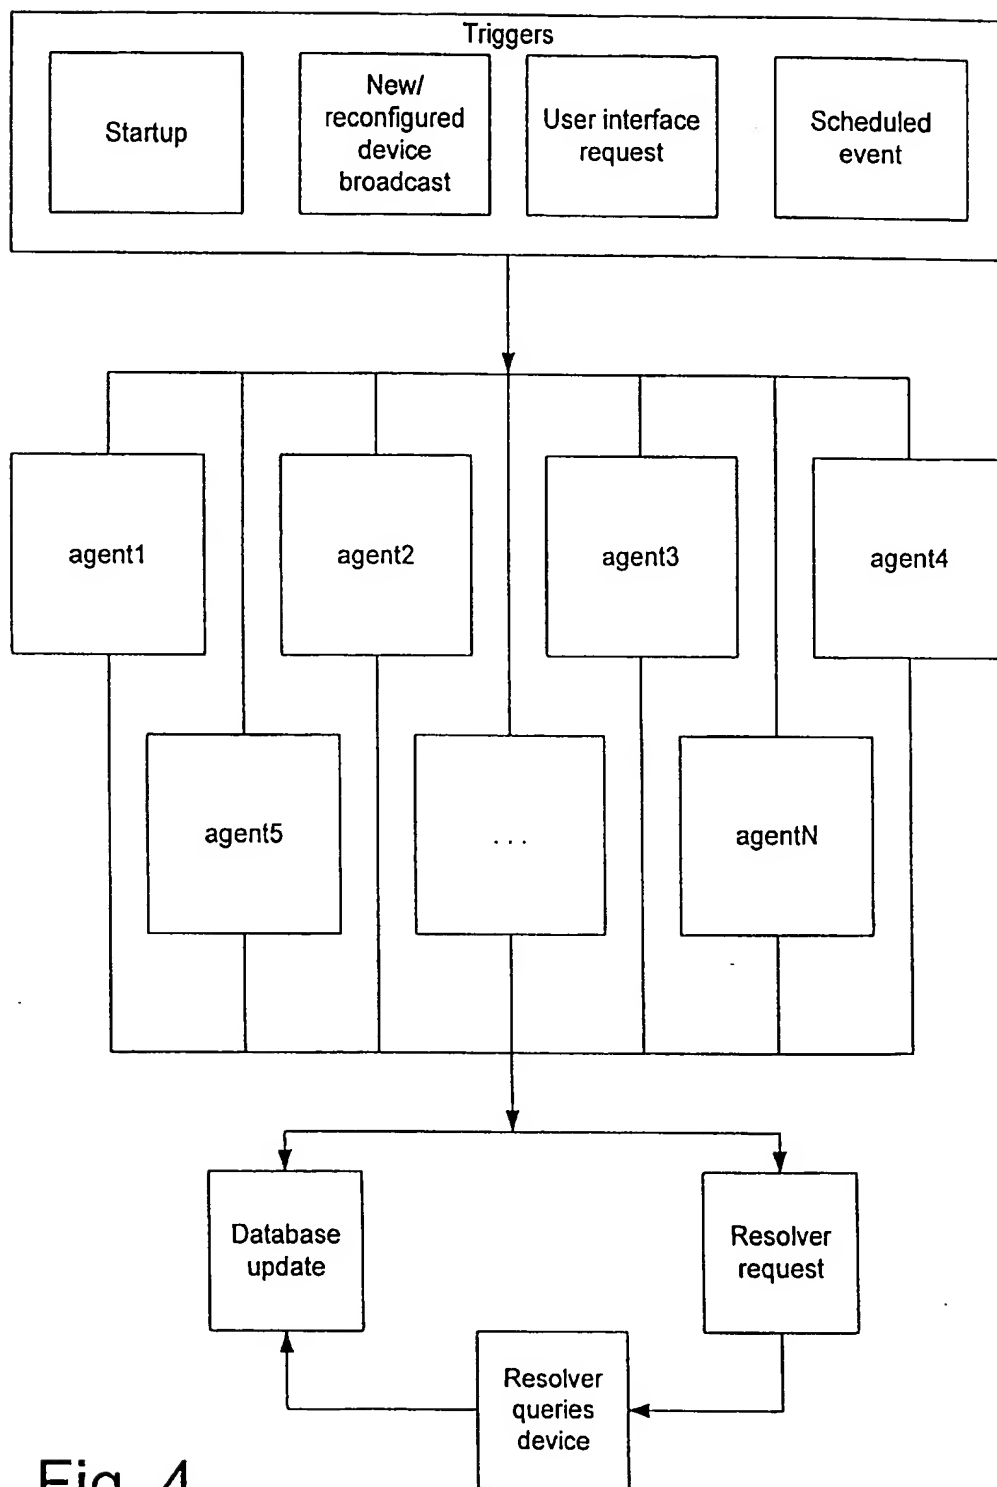 Triggers
Startup
New/
reconfigured
device
broadcast
User interface
request
Scheduled
event
agent1
agent2
agent3
agent4
agent5
...
agentN
Database
update
Resolver
request
Resolver
queries
device
Fig. 4